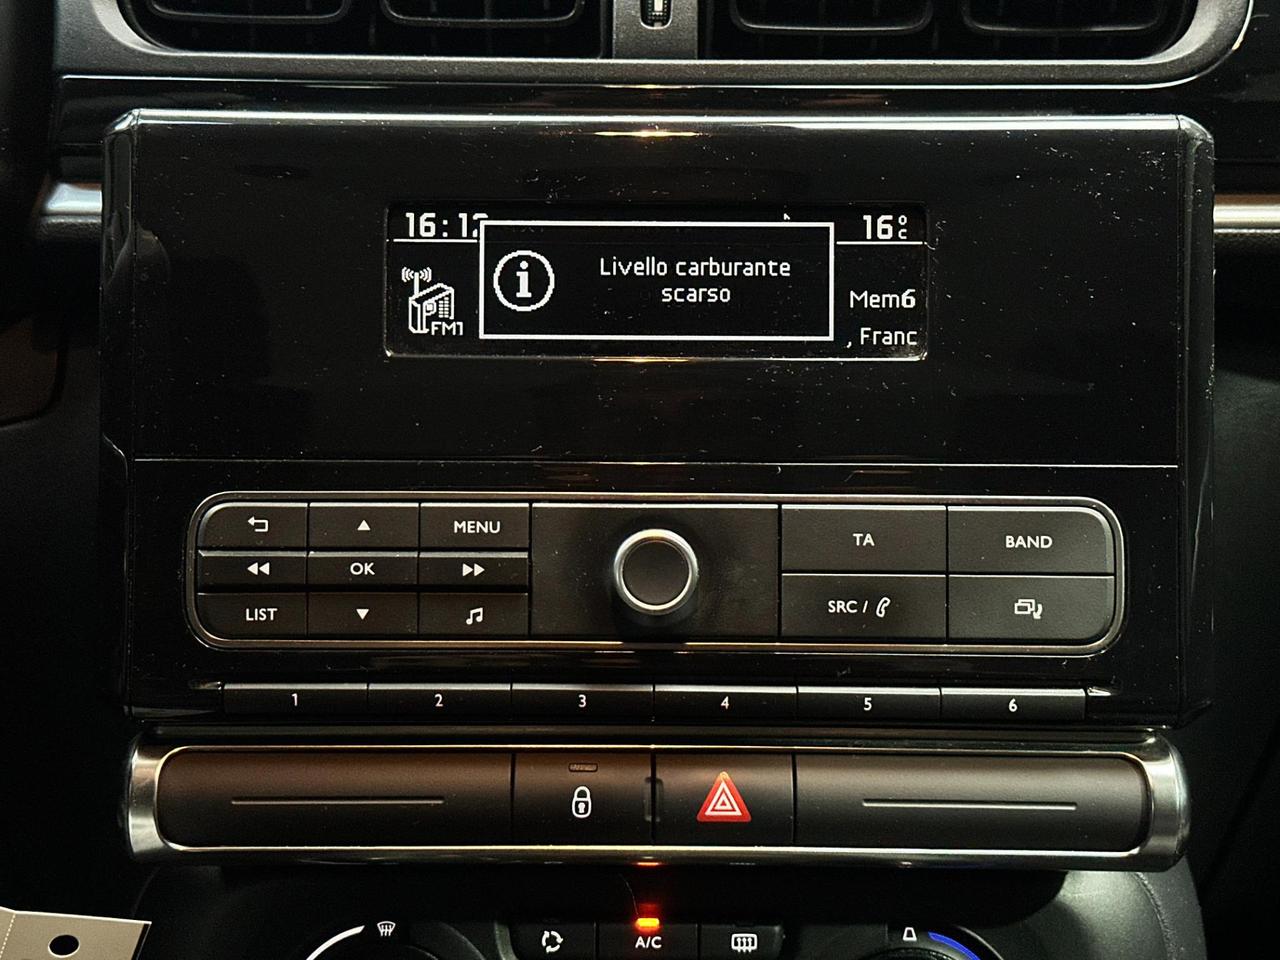 16:12
16°C
Livello carburante
scarso
FM1
Mem6
, Franc
MENU
OK
LIST
TA
BAND
SRC /
1 2 3 4 5 6
A/C